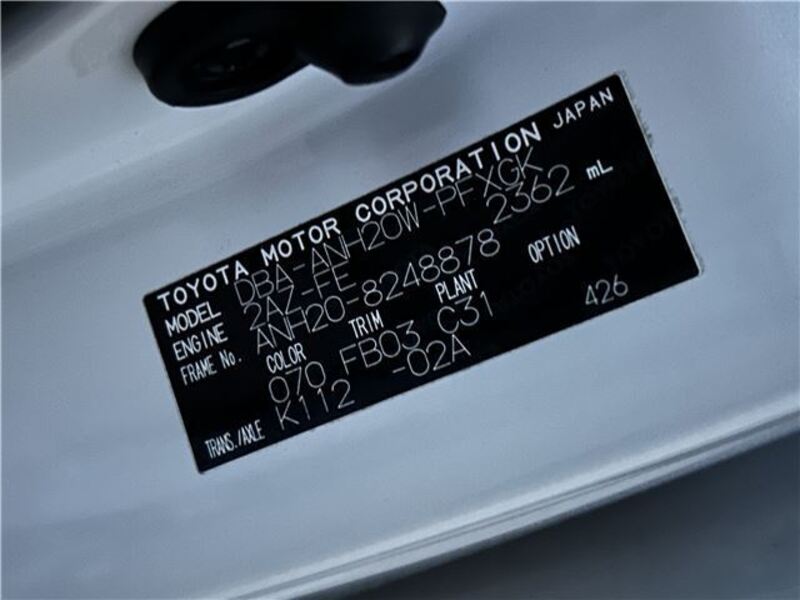 TOYOTA MOTOR CORPORATION JAPAN
MODEL DBA-ANH20W-PFXGK
ENGINE 2AZ-FE 2362 mL
FRAME No. ANH20-8248878
COLOR TRIM PLANT OPTION
070 FB03 C31 426
TRANS./AXLE K112 -02A